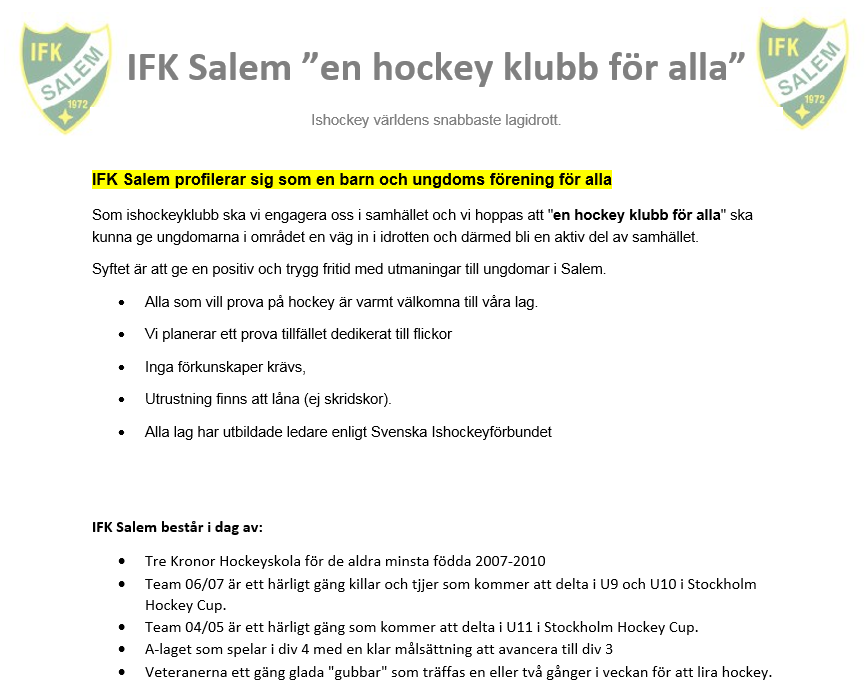 IFK
SALEM
1972
IFK Salem ”en hockey klubb för alla”
IFK
SALEM
1972
Ishockey världens snabbaste lagidrott.
IFK Salem profilerar sig som en barn och ungdoms förening för alla
Som ishockeyklubb ska vi engagera oss i samhället och vi hoppas att "en hockey klubb för alla" ska
kunna ge ungdomarna i området en väg in i idrotten och därmed bli en aktiv del av samhället.
Syftet är att ge en positiv och trygg fritid med utmaningar till ungdomar i Salem.
• Alla som vill prova på hockey är varmt välkomna till våra lag.
• Vi planerar ett prova tillfället dedikerat till flickor
• Inga förkunskaper krävs,
• Utrustning finns att låna (ej skridskor).
• Alla lag har utbildade ledare enligt Svenska Ishockeyförbundet
IFK Salem består i dag av:
• Tre Kronor Hockeyskola för de aldra minsta födda 2007-2010
• Team 06/07 är ett härligt gäng killar och tjjer som kommer att delta i U9 och U10 i Stockholm
Hockey Cup.
• Team 04/05 är ett härligt gäng som kommer att delta i U11 i Stockholm Hockey Cup.
• A-laget som spelar i div 4 med en klar målsättning att avancera till div 3
• Veteranerna ett gäng glada "gubbar" som träffas en eller två gånger i veckan för att lira hockey.